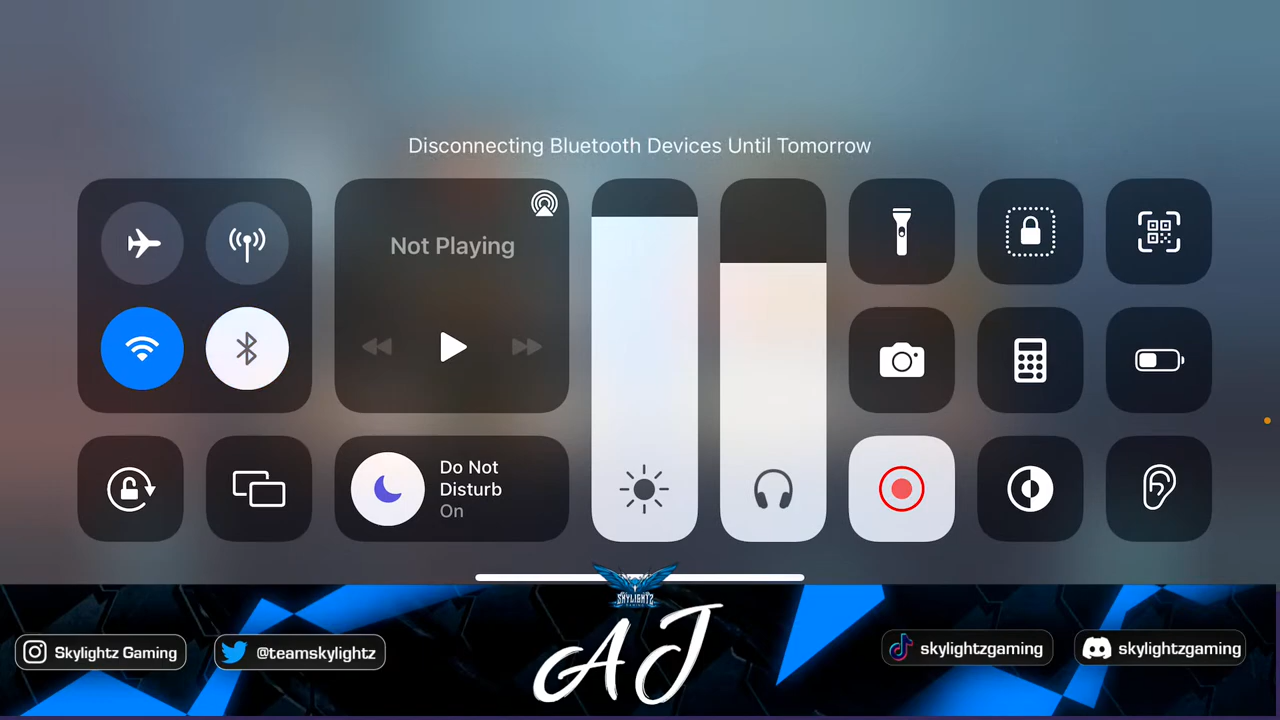 Disconnecting Bluetooth Devices Until Tomorrow
Not Playing
Do Not
Disturb
On
SKYLIGHTZ
AJ
Skylightz Gaming
@teamskylightz
skylightzgaming
skylightzgaming